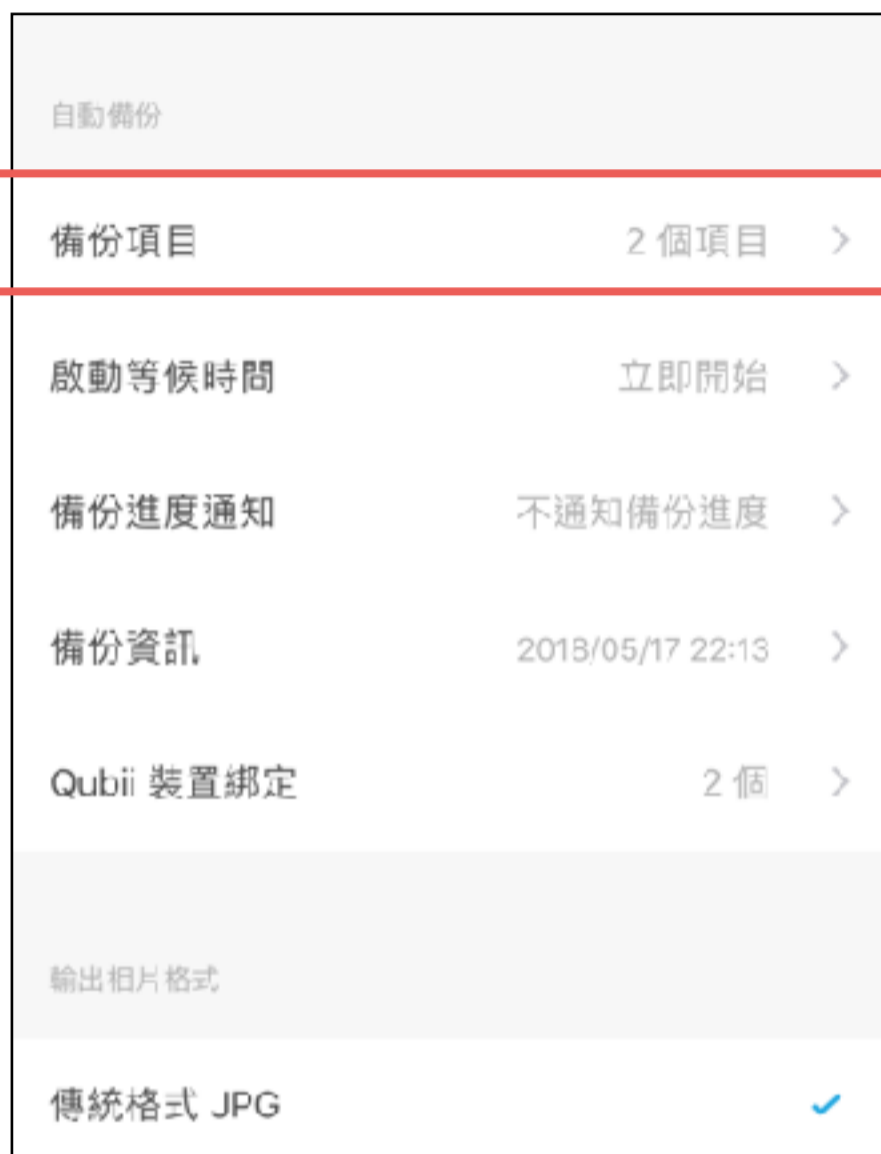 自動備份
備份項目 2 個項目
啟動等候時間 立即開始
備份進度通知 不通知備份進度
備份資訊 2018/05/17 22:13
Qubii 裝置綁定 2 個
輸出相片格式
傳統格式 JPG